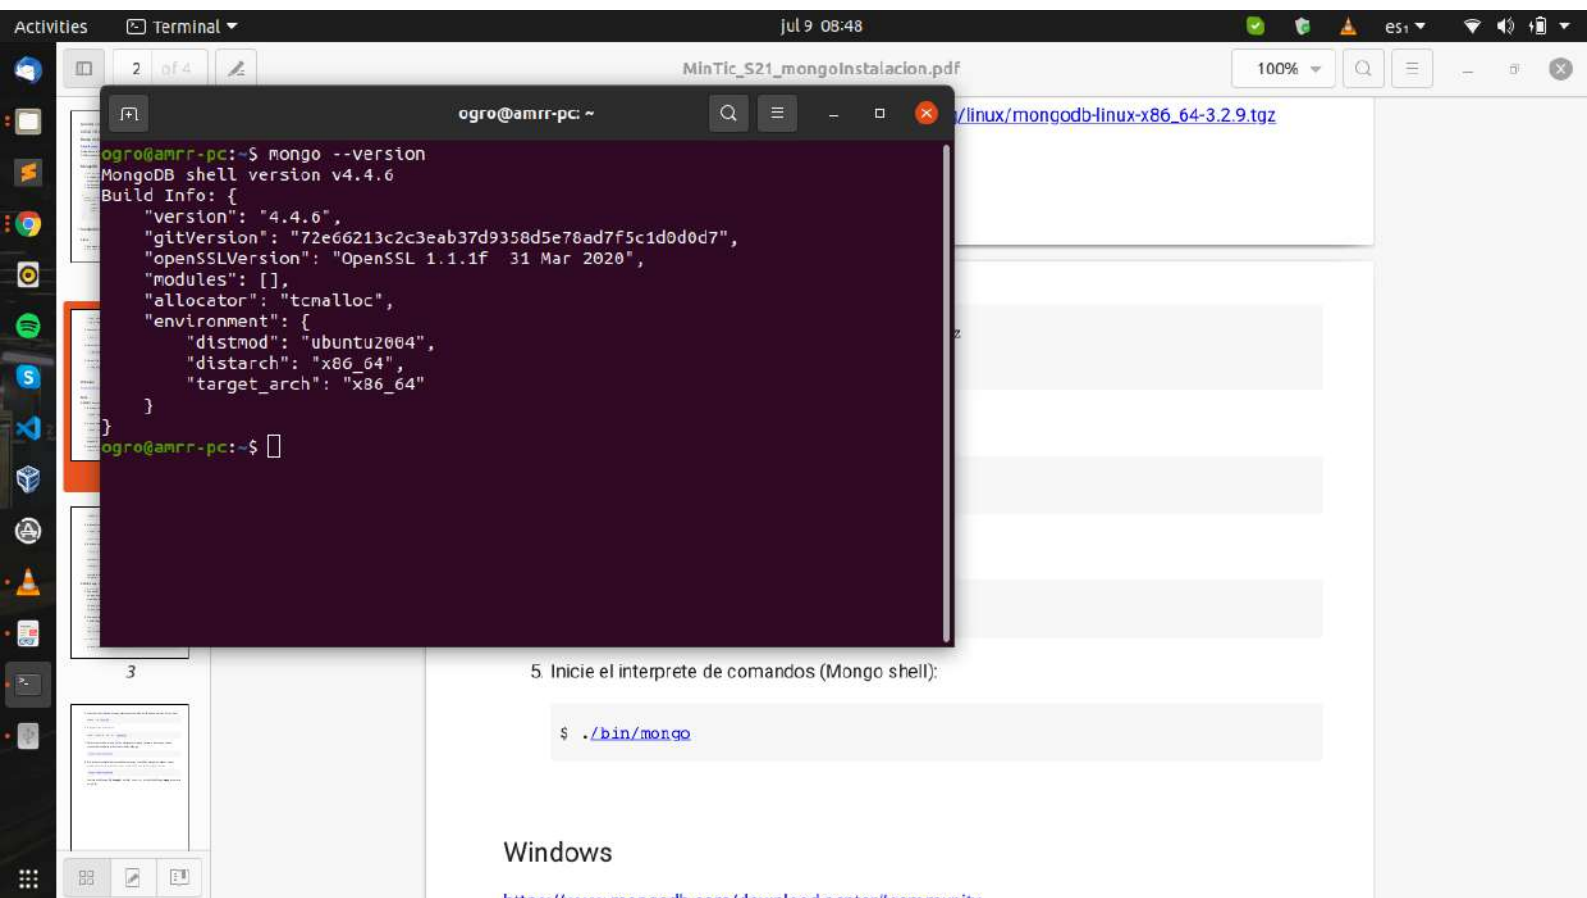 Activities
Terminal
jul 9 08:48
es₁
2 of 4
MinTic_S21_mongoInstalacion.pdf
100%
ogro@amrr-pc: ~
/linux/mongodb-linux-x86_64-3.2.9.tgz
ogro@amrr-pc:~$ mongo --version
MongoDB shell version v4.4.6
Build Info: {
"version": "4.4.6",
"gitVersion": "72e66213c2c3eab37d9358d5e78ad7f5c1d0d0d7",
"openSSLVersion": "OpenSSL 1.1.1f  31 Mar 2020",
"modules": [],
"allocator": "tcmalloc",
"environment": {
"distmod": "ubuntu2004",
"distarch": "x86_64",
"target_arch": "x86_64"
}
}
ogro@amrr-pc:~$
z
3
5. Inicie el interprete de comandos (Mongo shell):
$ ./bin/mongo
Windows